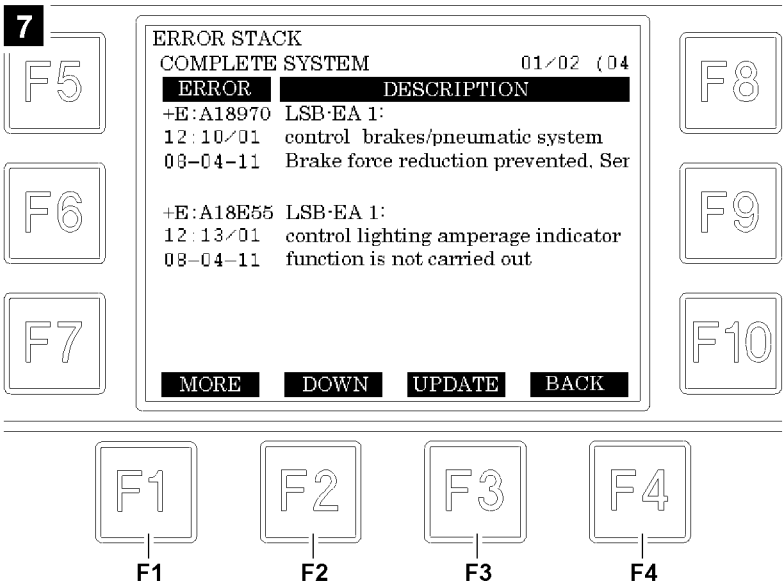 7
ERROR STACK
COMPLETE SYSTEM 01/02 (04
ERROR DESCRIPTION
+E:A18970 LSB-EA 1:
12:10/01 control brakes/pneumatic system
08-04-11 Brake force reduction prevented, Ser
+E:A18E55 LSB-EA 1:
12:13/01 control lighting amperage indicator
08-04-11 function is not carried out
MORE DOWN UPDATE BACK
F5
F6
F7
F8
F9
F10
F1 F2 F3 F4
F1 F2 F3 F4